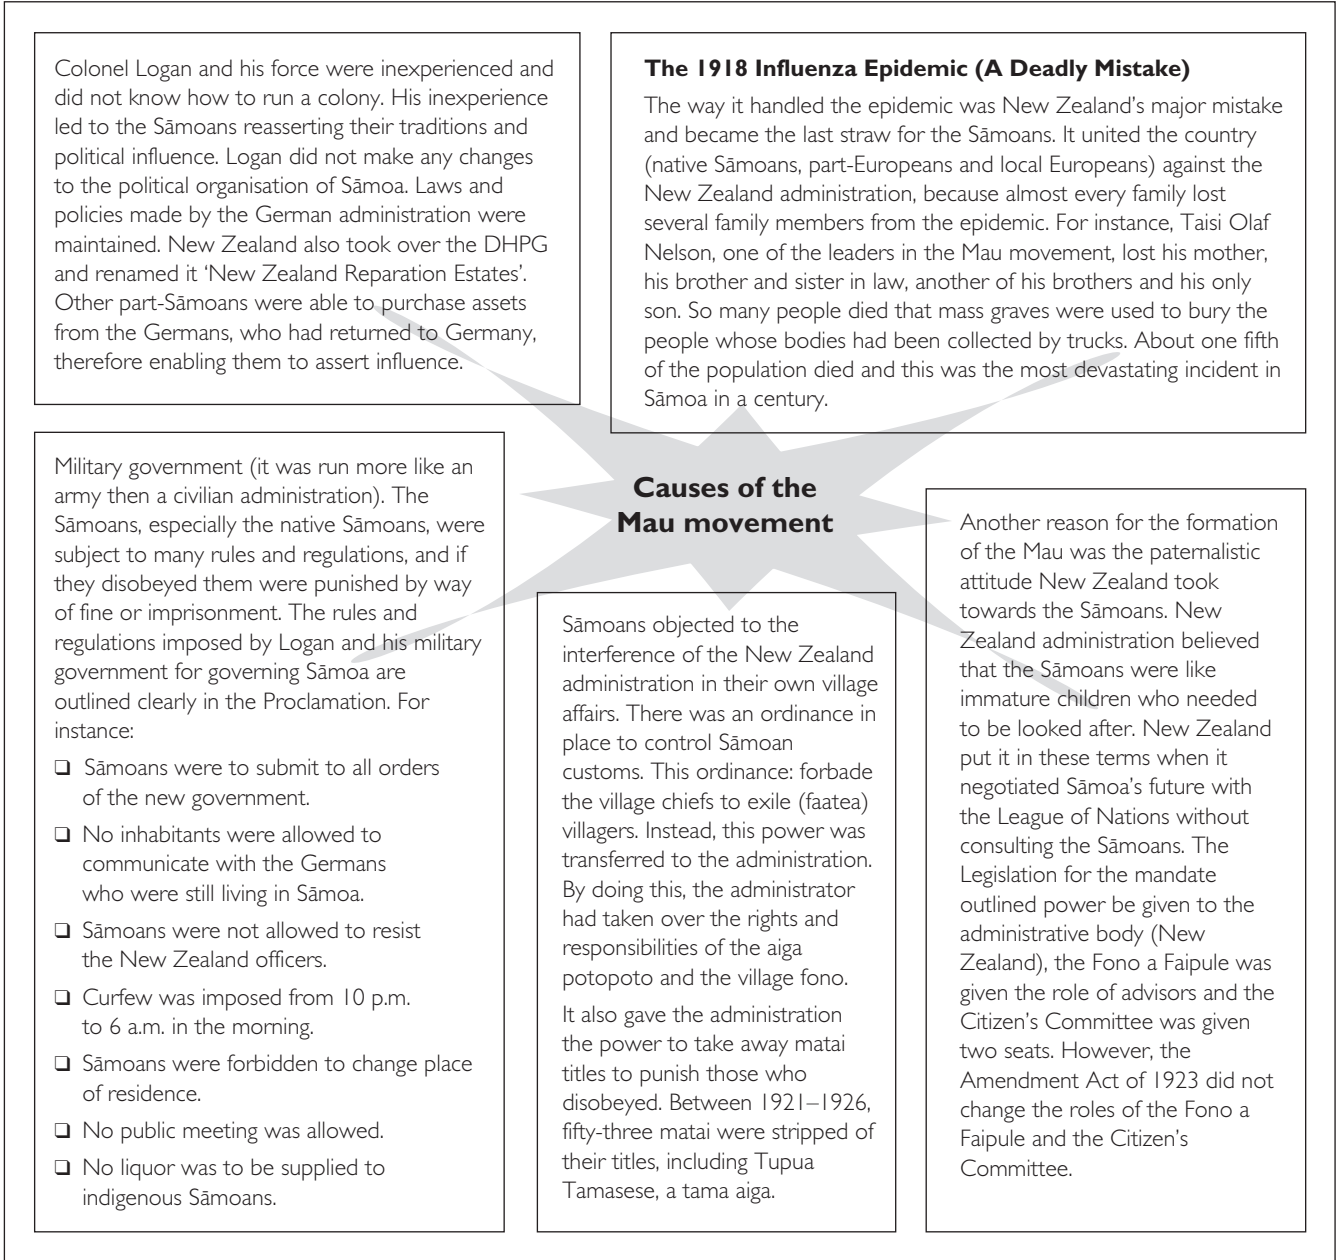 Colonel Logan and his force were inexperienced and
did not know how to run a colony. His inexperience
led to the Sāmoans reasserting their traditions and
political influence. Logan did not make any changes
to the political organisation of Sāmoa. Laws and
policies made by the German administration were
maintained. New Zealand also took over the DHPG
and renamed it ‘New Zealand Reparation Estates’.
Other part-Sāmoans were able to purchase assets
from the Germans, who had returned to Germany,
therefore enabling them to assert influence.
The 1918 Influenza Epidemic (A Deadly Mistake)
The way it handled the epidemic was New Zealand’s major mistake
and became the last straw for the Sāmoans. It united the country
(native Sāmoans, part-Europeans and local Europeans) against the
New Zealand administration, because almost every family lost
several family members from the epidemic. For instance, Taisi Olaf
Nelson, one of the leaders in the Mau movement, lost his mother,
his brother and sister in law, another of his brothers and his only
son. So many people died that mass graves were used to bury the
people whose bodies had been collected by trucks. About one fifth
of the population died and this was the most devastating incident in
Sāmoa in a century.
Causes of the
Mau movement
Military government (it was run more like an
army then a civilian administration). The
Sāmoans, especially the native Sāmoans, were
subject to many rules and regulations, and if
they disobeyed them were punished by way
of fine or imprisonment. The rules and
regulations imposed by Logan and his military
government for governing Sāmoa are
outlined clearly in the Proclamation. For
instance:
❏ Sāmoans were to submit to all orders
of the new government.
❏ No inhabitants were allowed to
communicate with the Germans
who were still living in Sāmoa.
❏ Sāmoans were not allowed to resist
the New Zealand officers.
❏ Curfew was imposed from 10 p.m.
to 6 a.m. in the morning.
❏ Sāmoans were forbidden to change place
of residence.
❏ No public meeting was allowed.
❏ No liquor was to be supplied to
indigenous Sāmoans.
Sāmoans objected to the
interference of the New Zealand
administration in their own village
affairs. There was an ordinance in
place to control Sāmoan
customs. This ordinance: forbade
the village chiefs to exile (faatea)
villagers. Instead, this power was
transferred to the administration.
By doing this, the administrator
had taken over the rights and
responsibilities of the aiga
potopoto and the village fono.
It also gave the administration
the power to take away matai
titles to punish those who
disobeyed. Between 1921–1926,
fifty-three matai were stripped of
their titles, including Tupua
Tamasese, a tama aiga.
Another reason for the formation
of the Mau was the paternalistic
attitude New Zealand took
towards the Sāmoans. New
Zealand administration believed
that the Sāmoans were like
immature children who needed
to be looked after. New Zealand
put it in these terms when it
negotiated Sāmoa’s future with
the League of Nations without
consulting the Sāmoans. The
Legislation for the mandate
outlined power be given to the
administrative body (New
Zealand), the Fono a Faipule was
given the role of advisors and the
Citizen’s Committee was given
two seats. However, the
Amendment Act of 1923 did not
change the roles of the Fono a
Faipule and the Citizen’s
Committee.